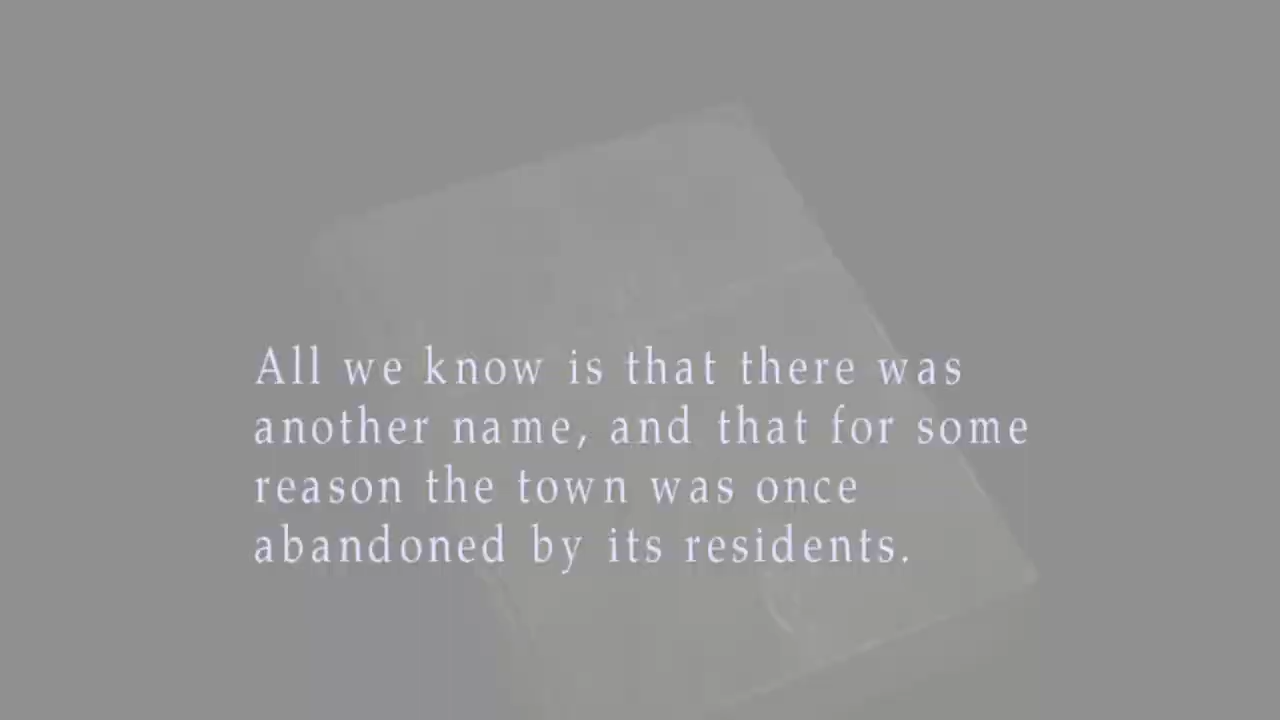 All we know is that there was
another name, and that for some
reason the town was once
abandoned by its residents.